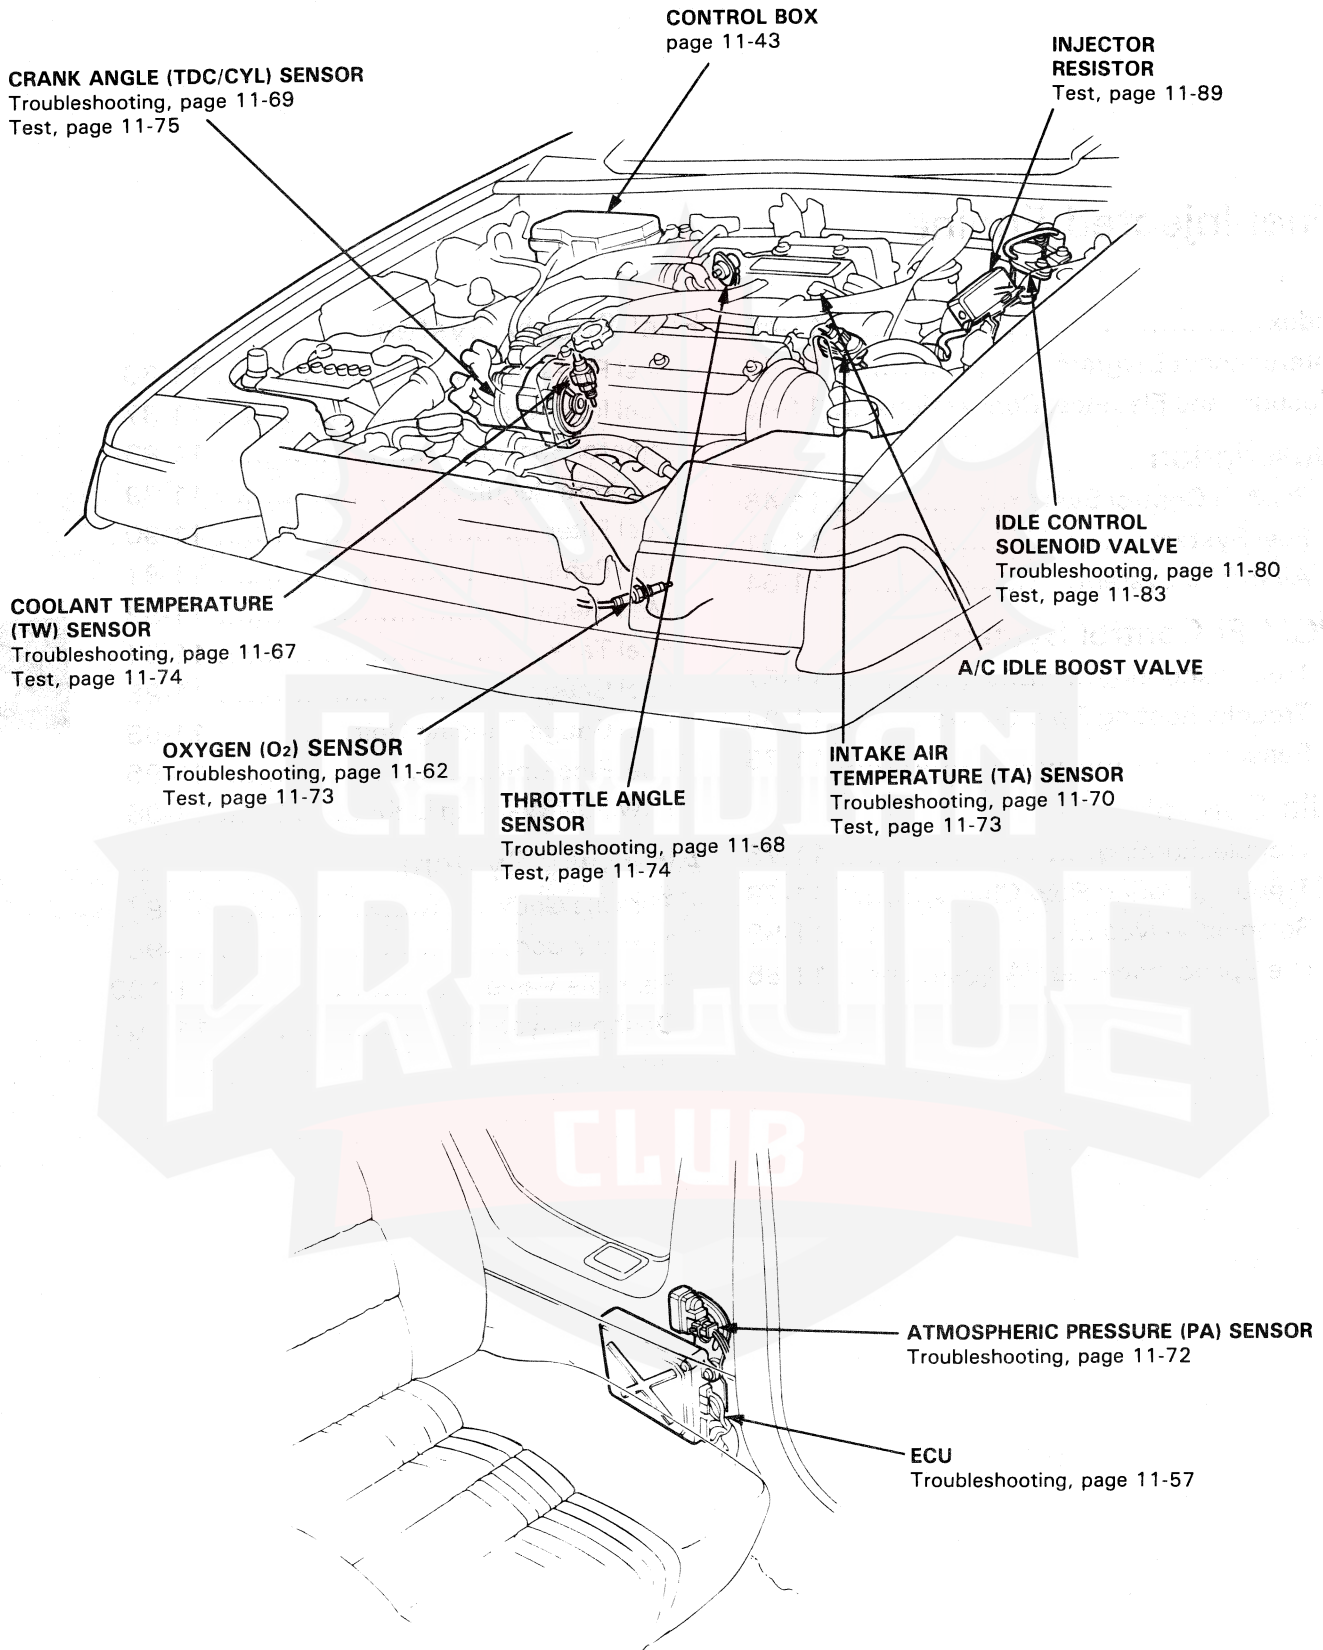 CONTROL BOX
page 11-43
INJECTOR
RESISTOR
Test, page 11-89
CRANK ANGLE (TDC/CYL) SENSOR
Troubleshooting, page 11-69
Test, page 11-75
IDLE CONTROL
SOLENOID VALVE
Troubleshooting, page 11-80
Test, page 11-83
COOLANT TEMPERATURE
(TW) SENSOR
Troubleshooting, page 11-67
Test, page 11-74
A/C IDLE BOOST VALVE
OXYGEN (O2) SENSOR
Troubleshooting, page 11-62
Test, page 11-73
THROTTLE ANGLE
SENSOR
Troubleshooting, page 11-68
Test, page 11-74
INTAKE AIR
TEMPERATURE (TA) SENSOR
Troubleshooting, page 11-70
Test, page 11-73
CANADIAN
PRELUDE
CLUB
ATMOSPHERIC PRESSURE (PA) SENSOR
Troubleshooting, page 11-72
ECU
Troubleshooting, page 11-57